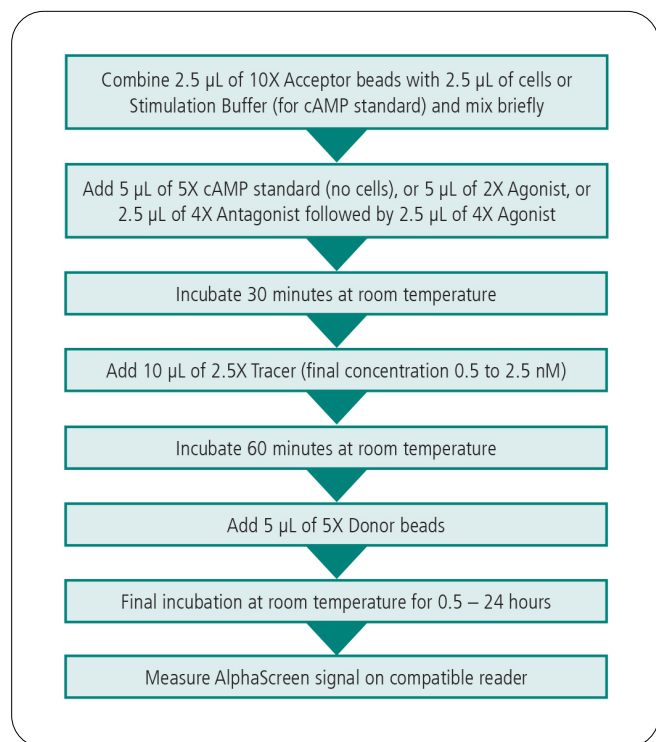 Combine 2.5 µL of 10X Acceptor beads with 2.5 µL of cells or
Stimulation Buffer (for cAMP standard) and mix briefly
Add 5 µL of 5X cAMP standard (no cells), or 5 µL of 2X Agonist, or
2.5 µL of 4X Antagonist followed by 2.5 µL of 4X Agonist
Incubate 30 minutes at room temperature
Add 10 µL of 2.5X Tracer (final concentration 0.5 to 2.5 nM)
Incubate 60 minutes at room temperature
Add 5 µL of 5X Donor beads
Final incubation at room temperature for 0.5 – 24 hours
Measure AlphaScreen signal on compatible reader